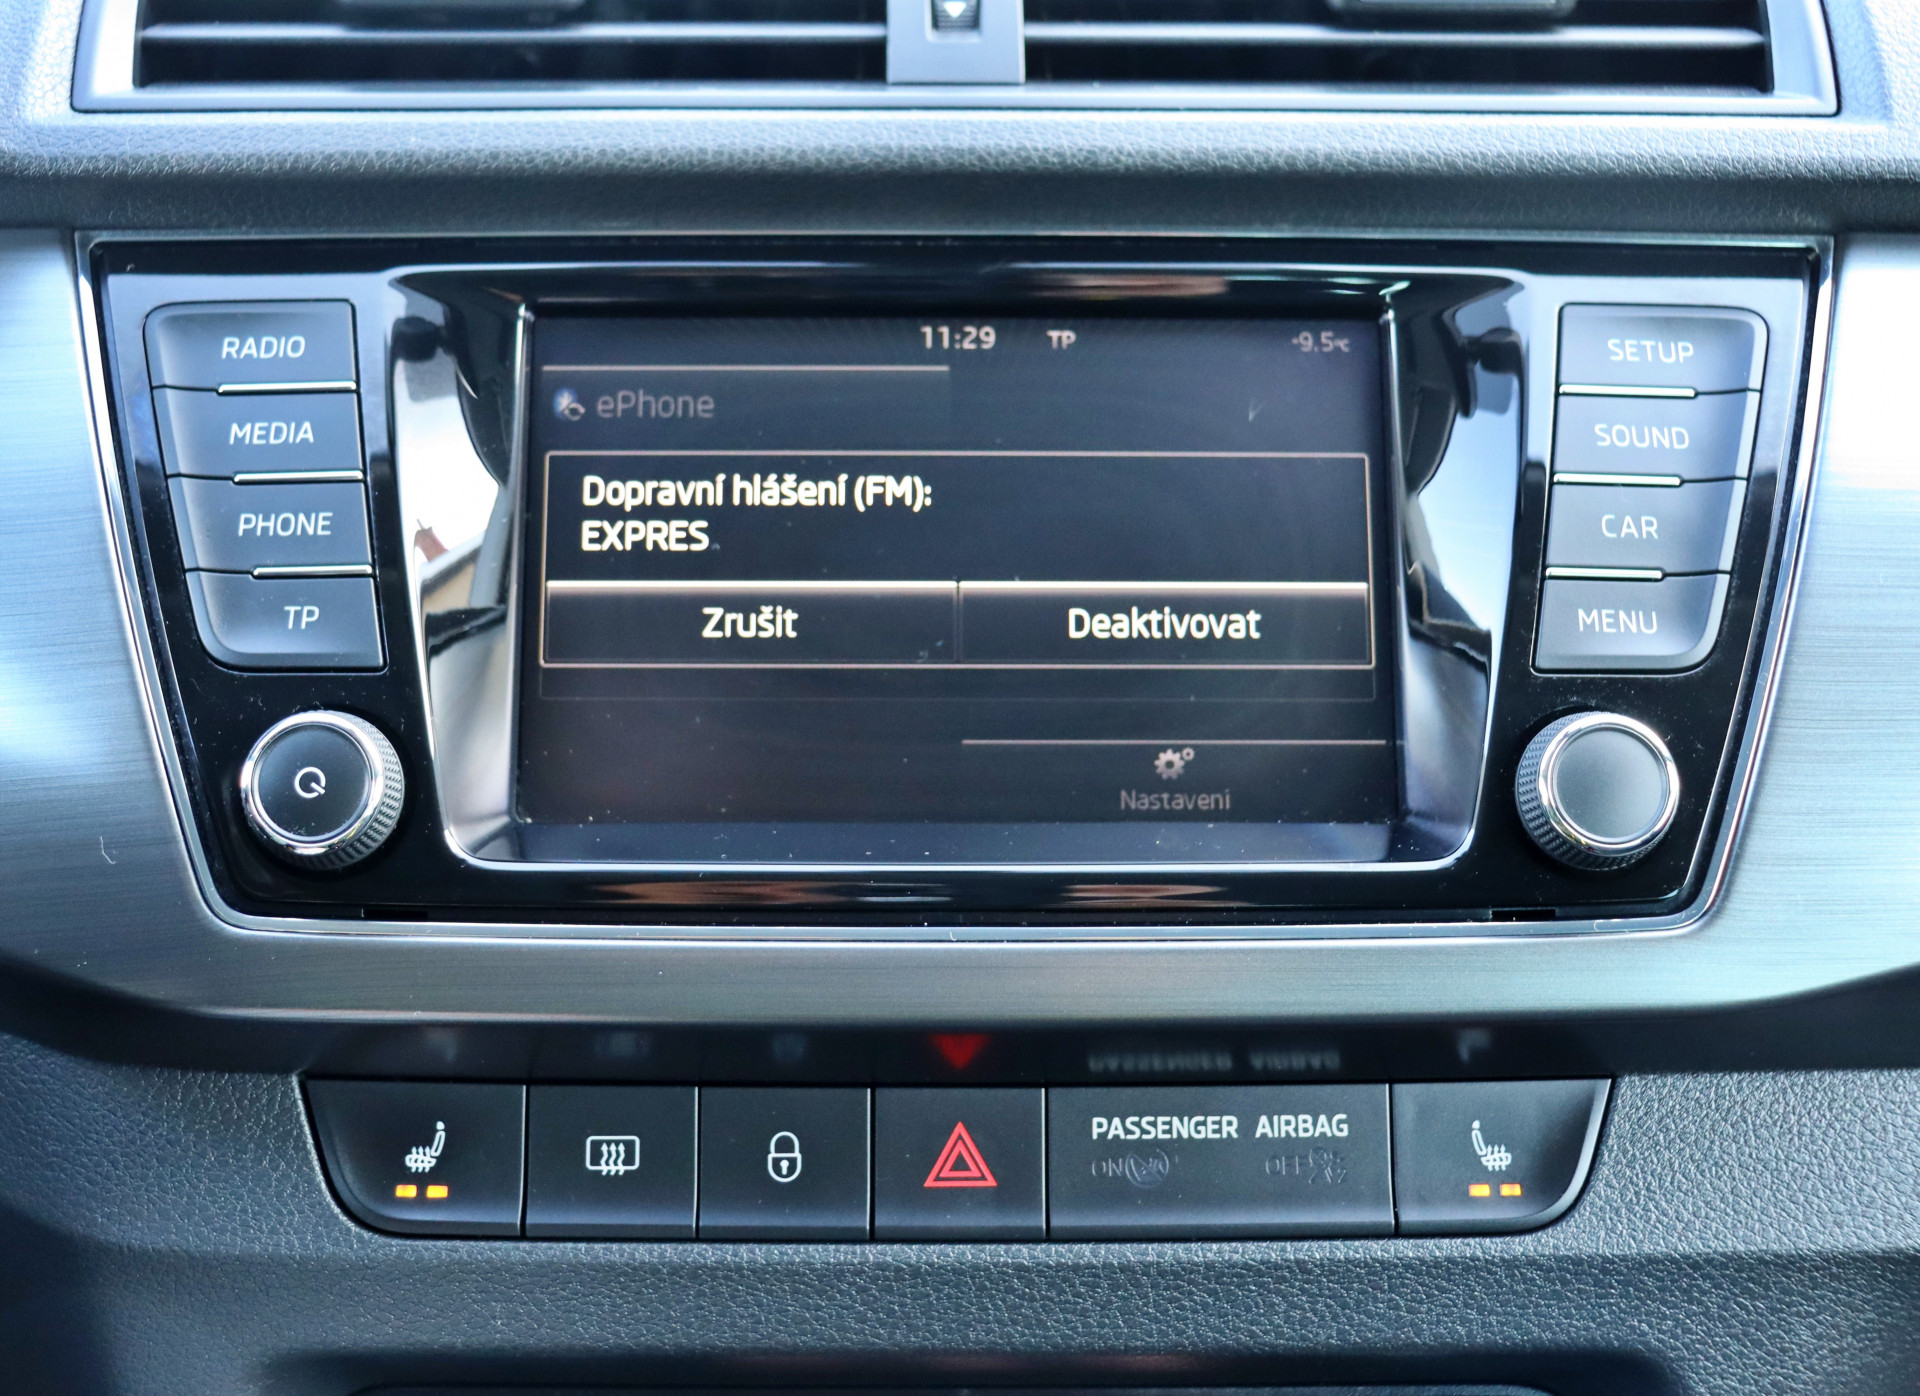 11:29 TP -9.5°C
ePhone
Dopravní hlášení (FM):
EXPRES
Zrušit Deaktivovat
Nastavení
RADIO
MEDIA
PHONE
TP
SETUP
SOUND
CAR
MENU
PASSENGER AIRBAG
ON OFF